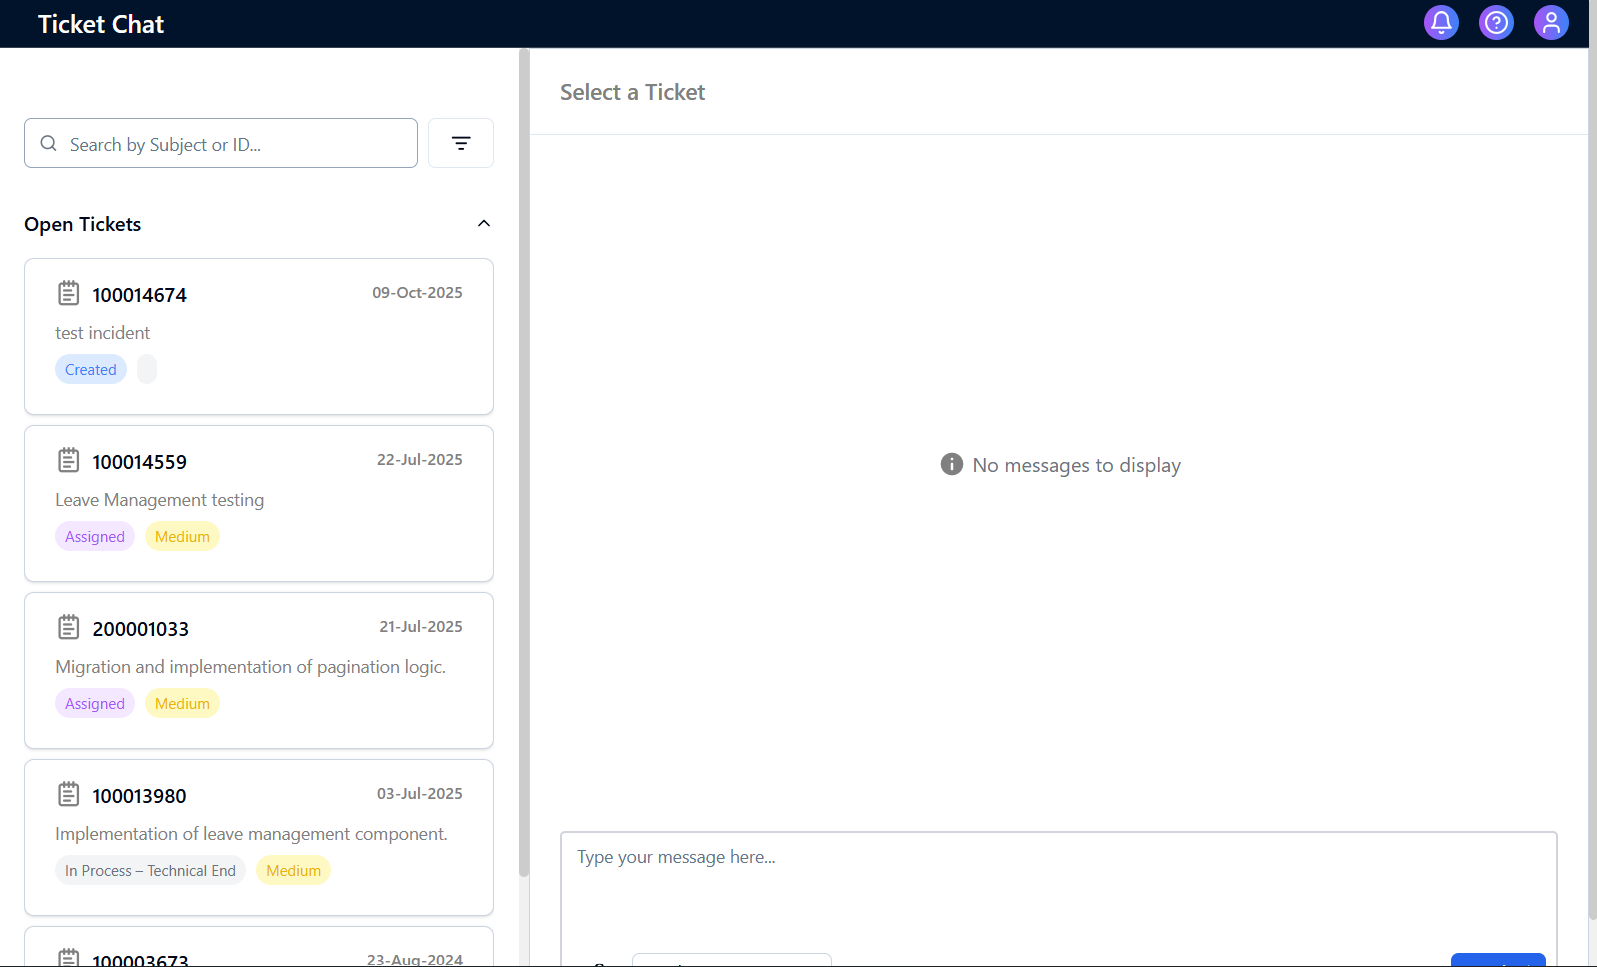 Ticket Chat
Search by Subject or ID...
Open Tickets
100014674
09-Oct-2025
test incident
Created
100014559
22-Jul-2025
Leave Management testing
Assigned
Medium
200001033
21-Jul-2025
Migration and implementation of pagination logic.
Assigned
Medium
100013980
03-Jul-2025
Implementation of leave management component.
In Process – Technical End
Medium
100003673
23-Aug-2024
Select a Ticket
No messages to display
Type your message here...